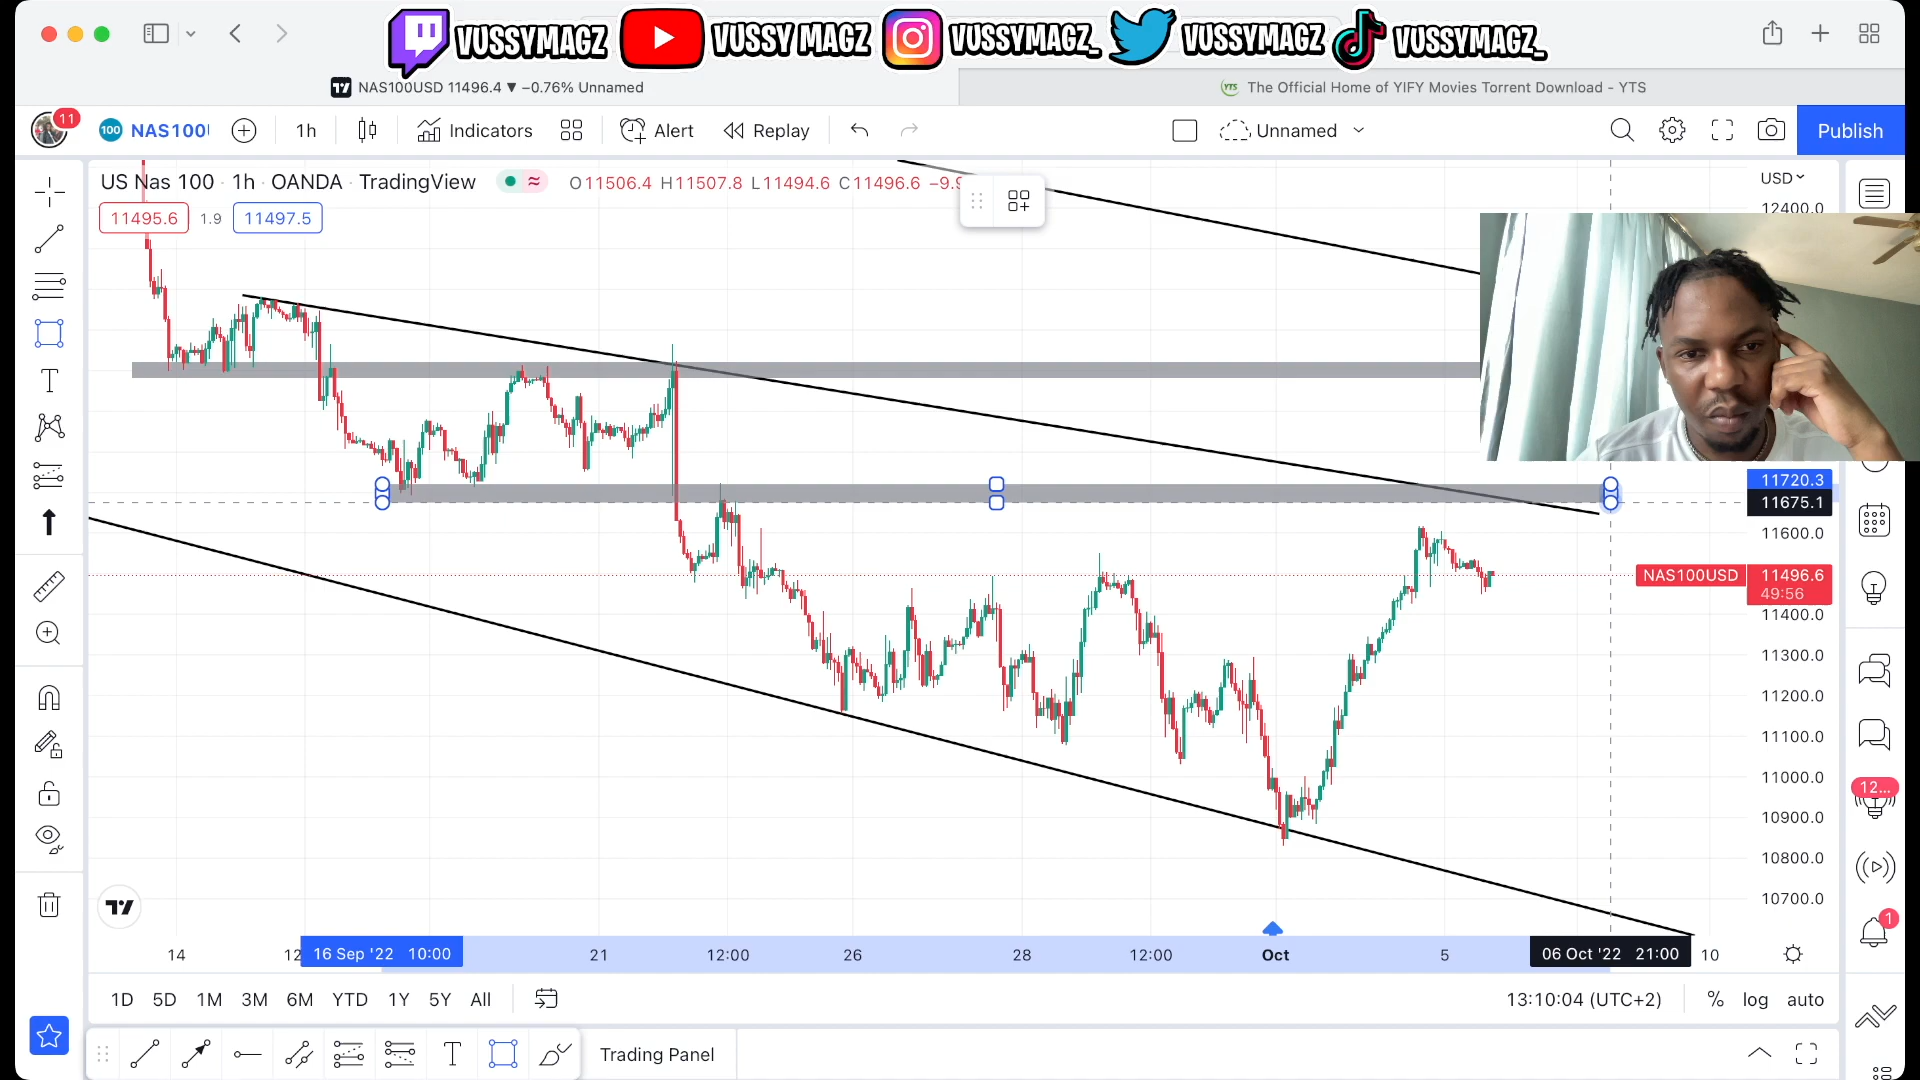 VUSSYMAGZ VUSSY MAGZ VUSSYMAGZ_ VUSSYMAGZ VUSSYMAGZ_
NAS100USD 11496.4 ▼ −0.76% Unnamed
YTS The Official Home of YIFY Movies Torrent Download - YTS
11 100 NAS100 1h Indicators Alert Replay Unnamed Publish
US Nas 100 · 1h · OANDA · TradingView O11506.4 H11507.8 L11494.6 C11496.6
USD
11495.6 1.9 11497.5
12400.0
11720.3
11675.1
11600.0
NAS100USD 11496.6
49:56
11400.0
11300.0
11200.0
11100.0
11000.0
12...
10900.0
10800.0
10700.0
1
14 16 Sep '22 10:00 21 12:00 26 28 12:00 Oct 5 06 Oct '22 21:00 10
1D 5D 1M 3M 6M YTD 1Y 5Y All 13:10:04 (UTC+2) % log auto
Trading Panel